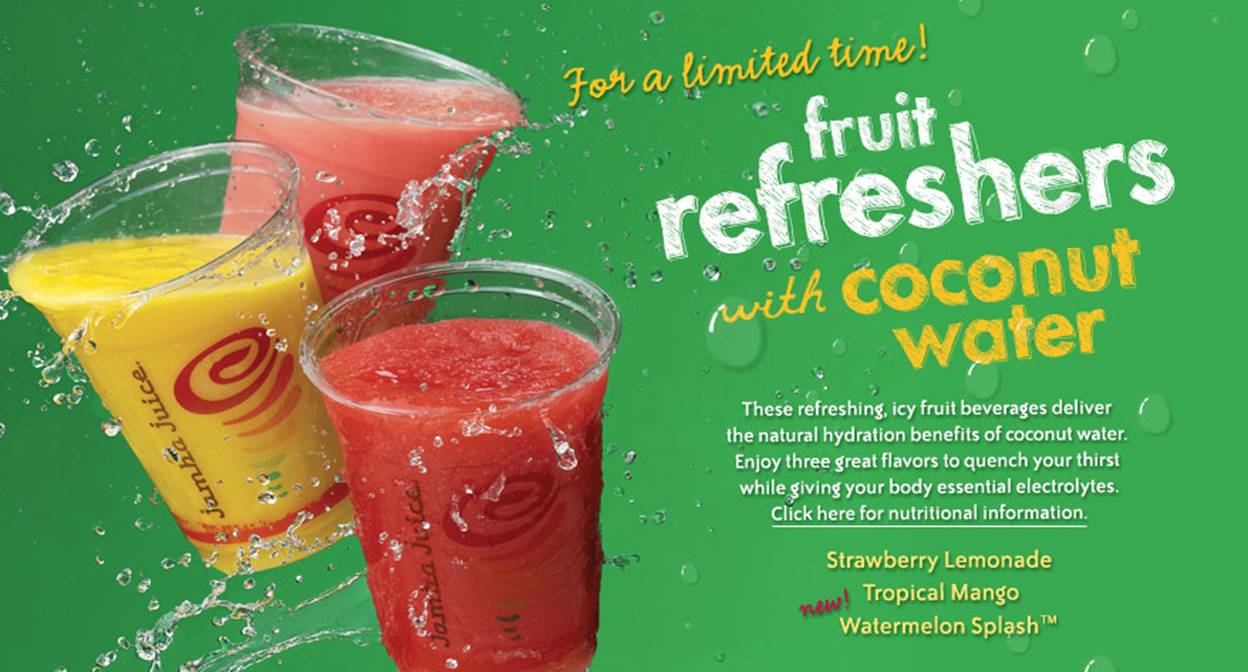 For a limited time!
fruit
refreshers
with coconut
water
These refreshing, icy fruit beverages deliver
the natural hydration benefits of coconut water.
Enjoy three great flavors to quench your thirst
while giving your body essential electrolytes.
Click here for nutritional information.
Strawberry Lemonade
new! Tropical Mango
Watermelon Splash™
jamba juice.
jamba juice.